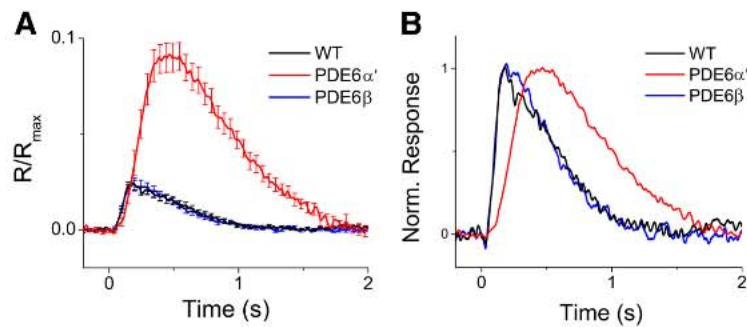 A
B
0.1
WT
PDE6α'
PDE6β
R/Rmax
0.0
0
1
2
Time (s)
WT
PDE6α'
PDE6β
Norm. Response
1
0
0
1
2
Time (s)